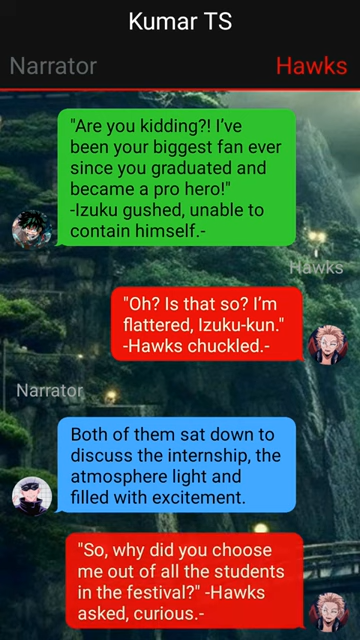 Kumar TS
Narrator Hawks
"Are you kidding?! I've
been your biggest fan ever
since you graduated and
became a pro hero!"
-Izuku gushed, unable to
contain himself.-
Hawks
"Oh? Is that so? I'm
flattered, Izuku-kun."
-Hawks chuckled.-
Narrator
Both of them sat down to
discuss the internship, the
atmosphere light and
filled with excitement.
"So, why did you choose
me out of all the students
in the festival?" -Hawks
asked, curious.-